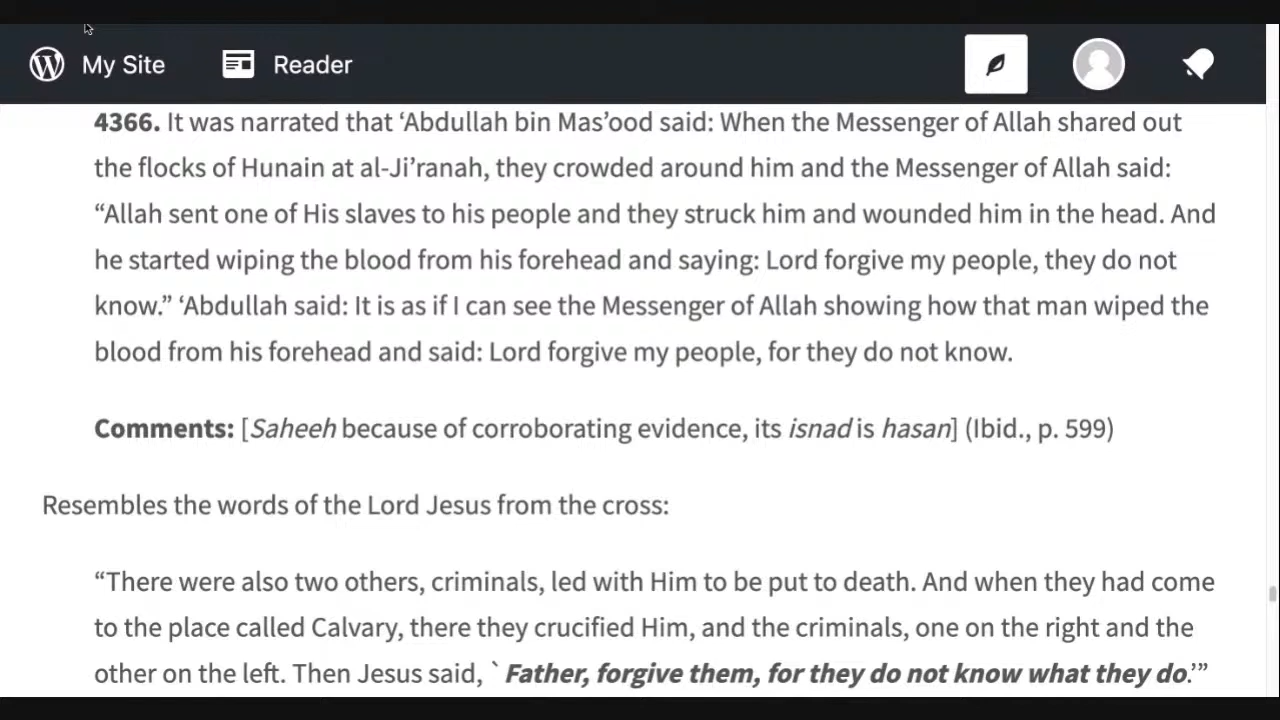 My Site
Reader
4366. It was narrated that ‘Abdullah bin Mas’ood said: When the Messenger of Allah shared out
the flocks of Hunain at al-Ji’ranah, they crowded around him and the Messenger of Allah said:
“Allah sent one of His slaves to his people and they struck him and wounded him in the head. And
he started wiping the blood from his forehead and saying: Lord forgive my people, they do not
know.” ‘Abdullah said: It is as if I can see the Messenger of Allah showing how that man wiped the
blood from his forehead and said: Lord forgive my people, for they do not know.
Comments: [Saheeh because of corroborating evidence, its isnad is hasan] (Ibid., p. 599)
Resembles the words of the Lord Jesus from the cross:
“There were also two others, criminals, led with Him to be put to death. And when they had come
to the place called Calvary, there they crucified Him, and the criminals, one on the right and the
other on the left. Then Jesus said, `Father, forgive them, for they do not know what they do.’”